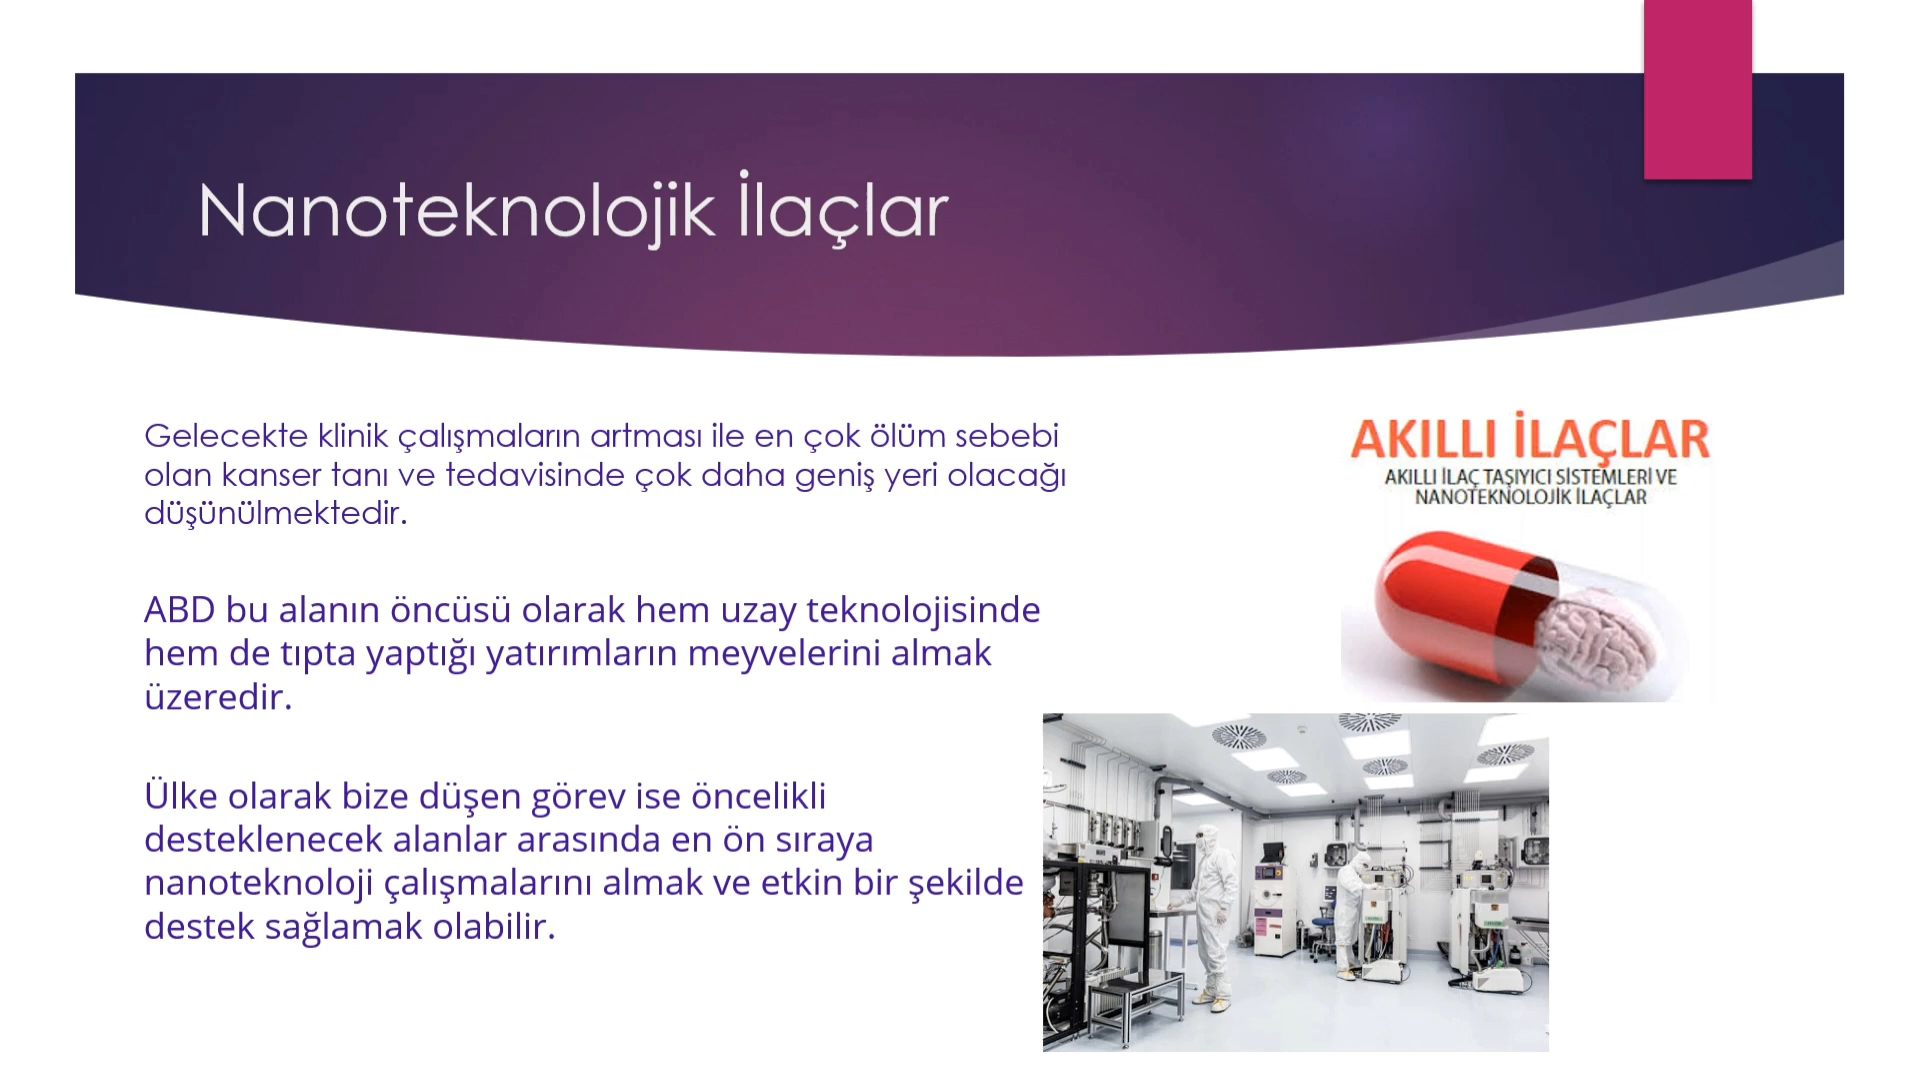 Nanoteknolojik İlaçlar
Gelecekte klinik çalışmaların artması ile en çok ölüm sebebi
olan kanser tanı ve tedavisinde çok daha geniş yeri olacağı
düşünülmektedir.
ABD bu alanın öncüsü olarak hem uzay teknolojisinde
hem de tıpta yaptığı yatırımların meyvelerini almak
üzeredir.
Ülke olarak bize düşen görev ise öncelikli
desteklenecek alanlar arasında en ön sıraya
nanoteknoloji çalışmalarını almak ve etkin bir şekilde
destek sağlamak olabilir.
AKILLI İLAÇLAR
AKILLI İLAÇ TAŞIYICI SİSTEMLERİ VE
NANOTEKNOLOJİK İLAÇLAR